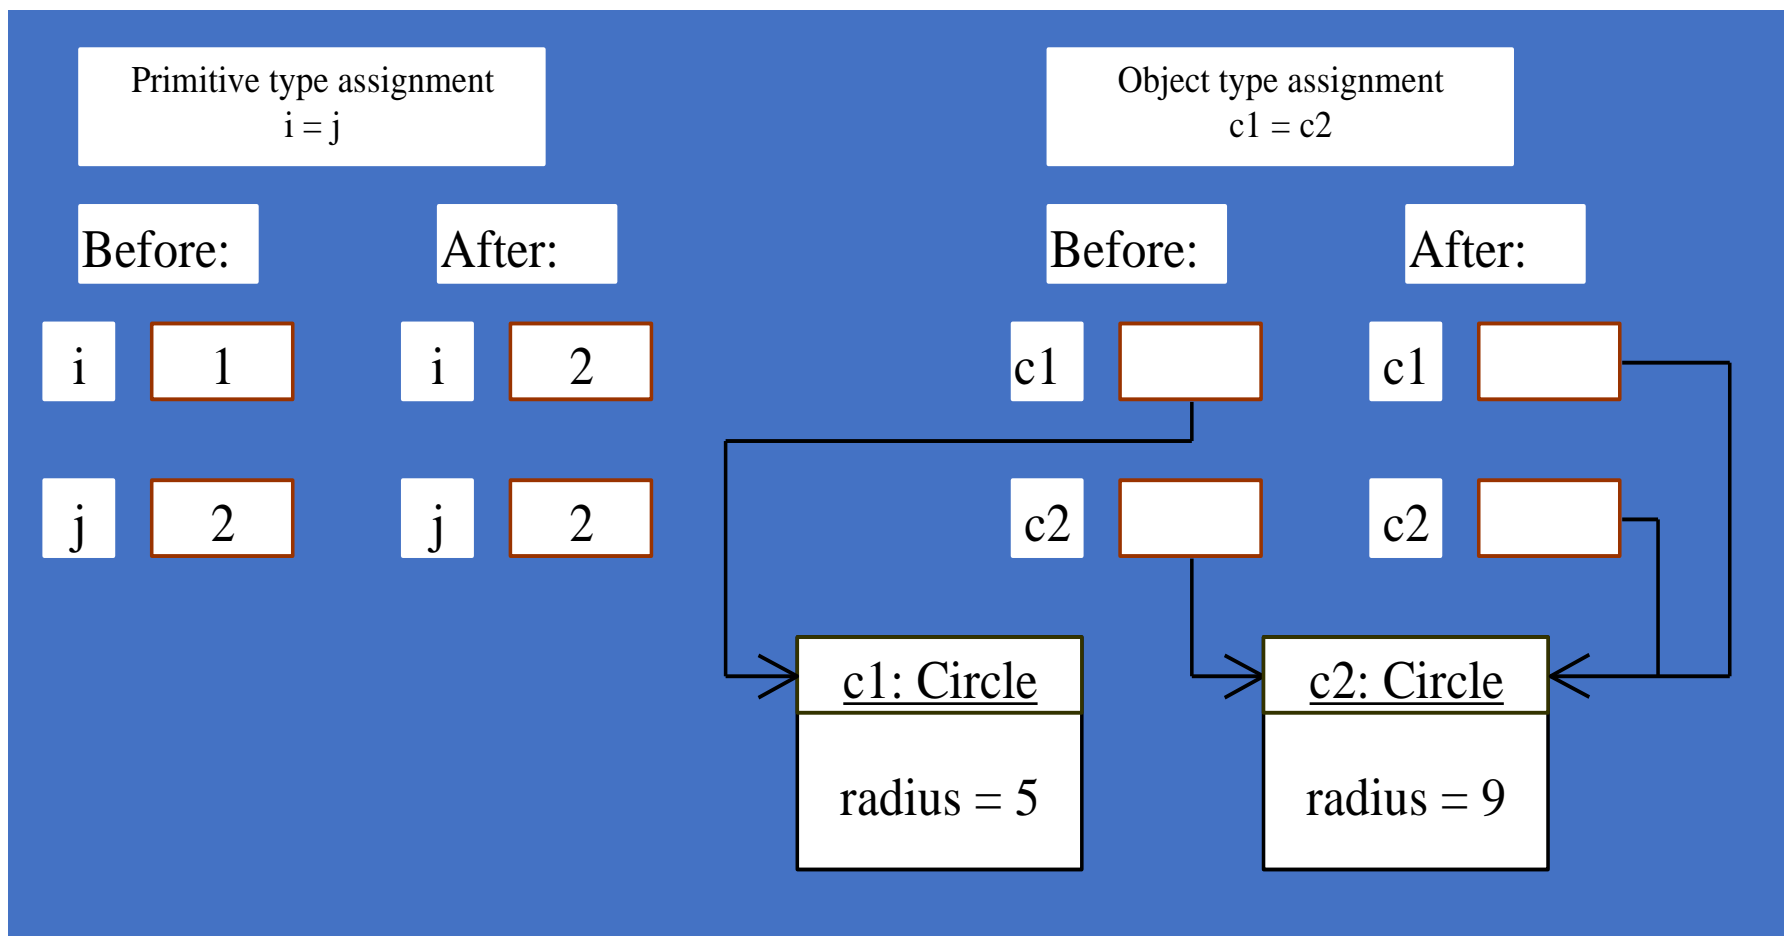 Primitive type assignment
i = j
Object type assignment
c1 = c2
Before:
After:
Before:
After:
i
1
i
2
c1
c1
j
2
j
2
c2
c2
c1: Circle
radius = 5
c2: Circle
radius = 9